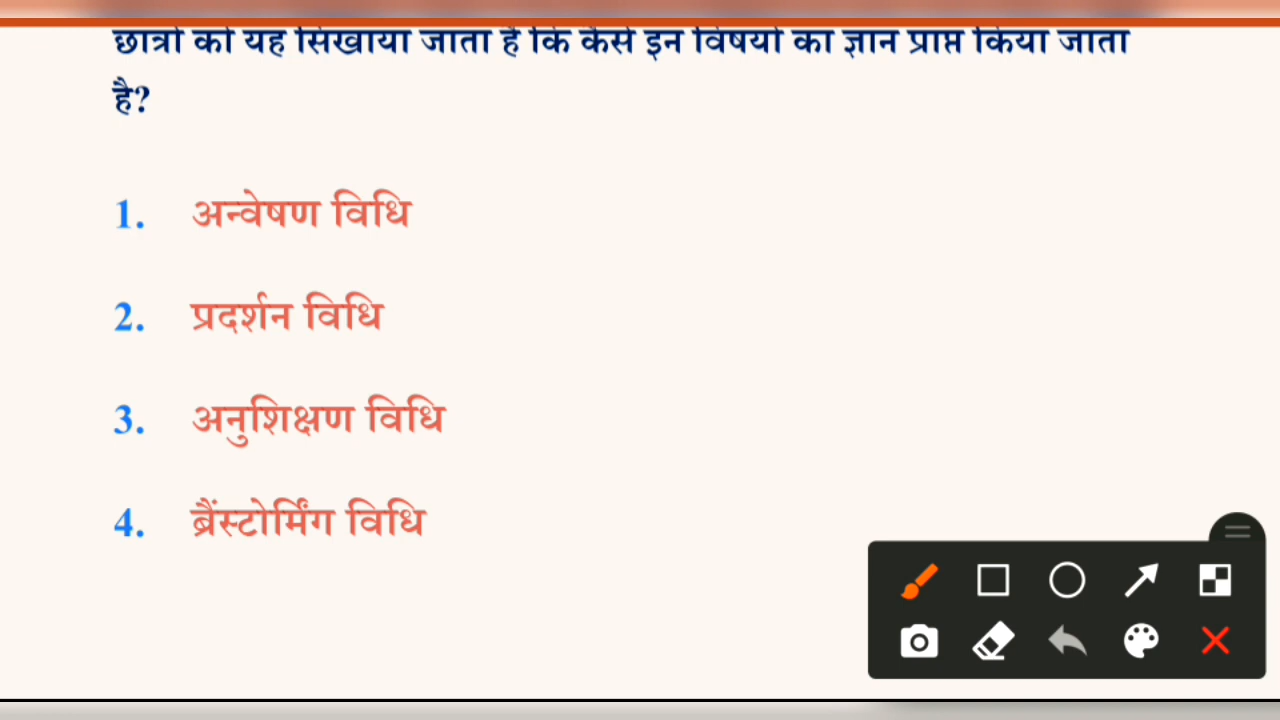 छात्रों को यह सिखाया जाता है कि कैसे इन विषयों का ज्ञान प्राप्त किया जाता
है?
1. अन्वेषण विधि
2. प्रदर्शन विधि
3. अनुशिक्षण विधि
4. ब्रैंस्टोर्मिंग विधि